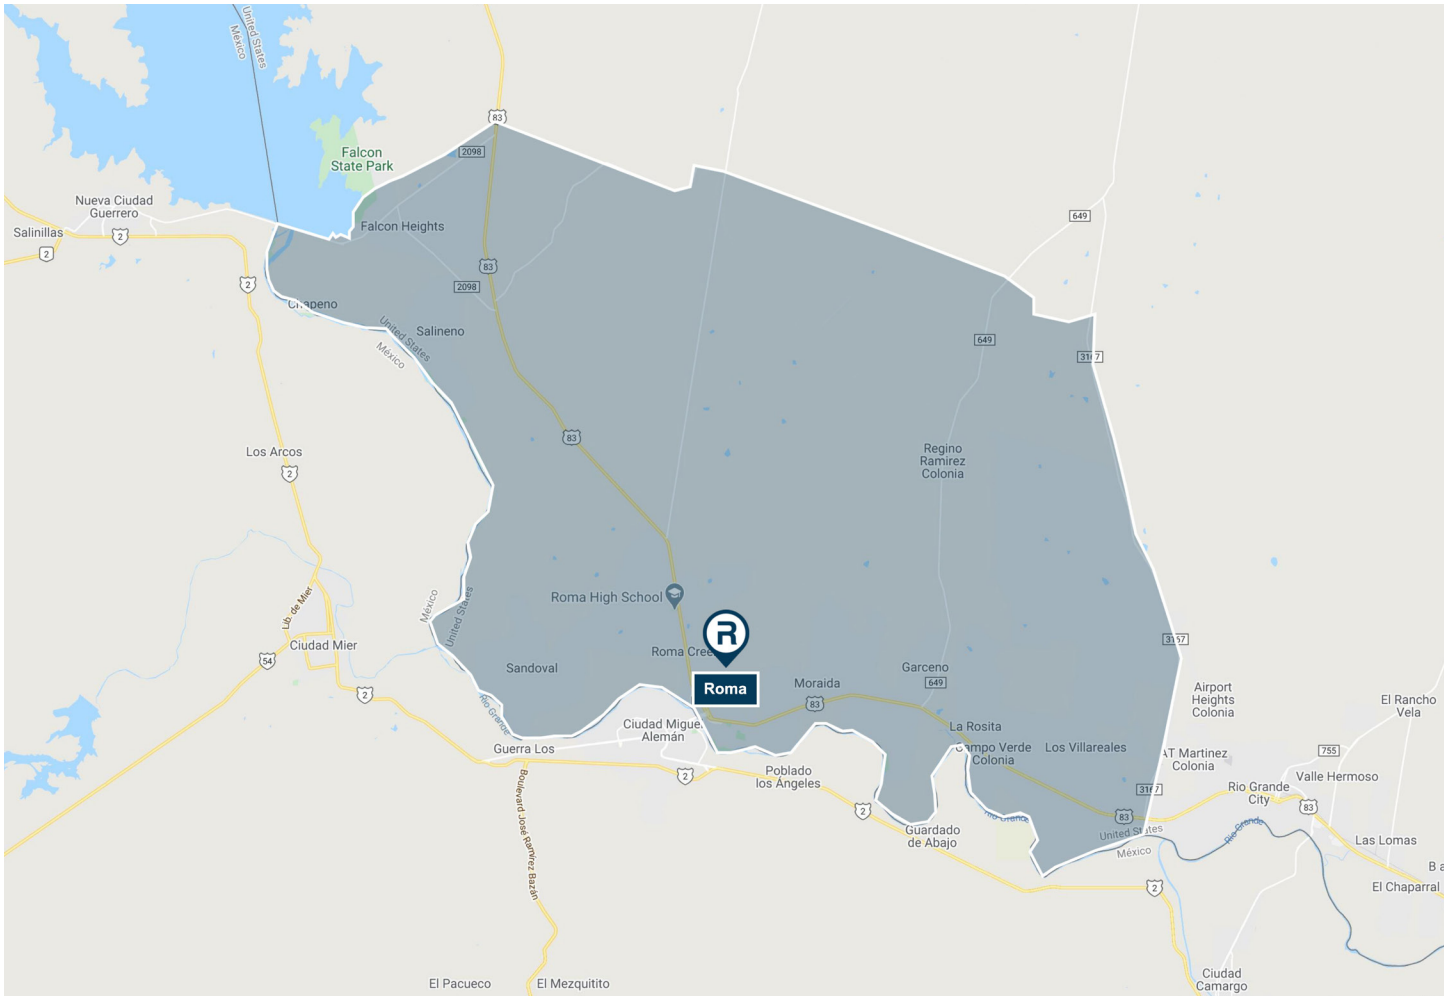 United States
México
83
2098
Falcon
State Park
Nueva Ciudad
Guerrero
Salinillas
2
2
Falcon Heights
649
83
2098
2
Chapeno
United States
México
Salineno
649
3167
83
Los Arcos
2
Regino
Ramirez
Colonia
Lib. de Mier
México
United States
Roma High School
R
Ciudad Mier
54
2
Sandoval
Roma Cree
Roma
Moraida
83
Garceno
649
3167
Airport
Heights
Colonia
El Rancho
Vela
Rio Grande
Guerra Los
Ciudad Miguel
Alemán
La Rosita
Campo Verde
Colonia
Los Villareales
AT Martinez
Colonia
755
Valle Hermoso
2
Poblado
los Ángeles
3167
Rio Grande
City
83
Boulevard José Ramírez Bazán
2
Guardado
de Abajo
Rio Grande
83
United States
México
Rio Grande
Las Lomas
B a
2
El Chaparral
El Pacueco
El Mezquitito
Ciudad
Camargo